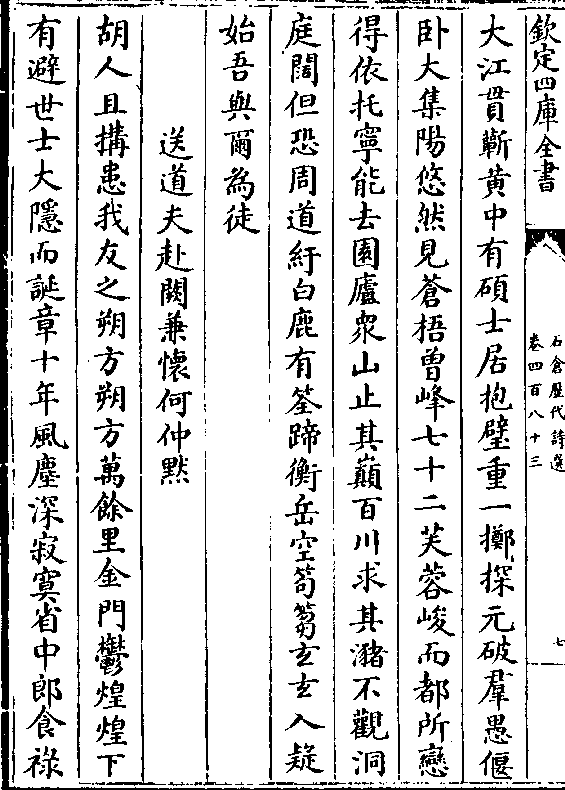 欽定四庫全書
石倉歷代詩選
卷四百八十三
七
大江貫蘄黄中有碩士居抱璧重一擲探元破羣愚偃
卧大集陽悠然見蒼梧曽峰七十二芙蓉峻而都所戀
得依托寧能去園廬衆山止其巔百川求其瀦不觀洞
庭闊但恐周道紆白鹿有筌蹄衡岳空芶蒭玄玄入疑
始吾與爾為徒
送道夫赴闕兼懷何仲黙
胡人且搆患我友之朔方朔方萬餘里金門鬱煌煌下
有避世士大隱而誕章十年風塵深寂寞省中郎食祿